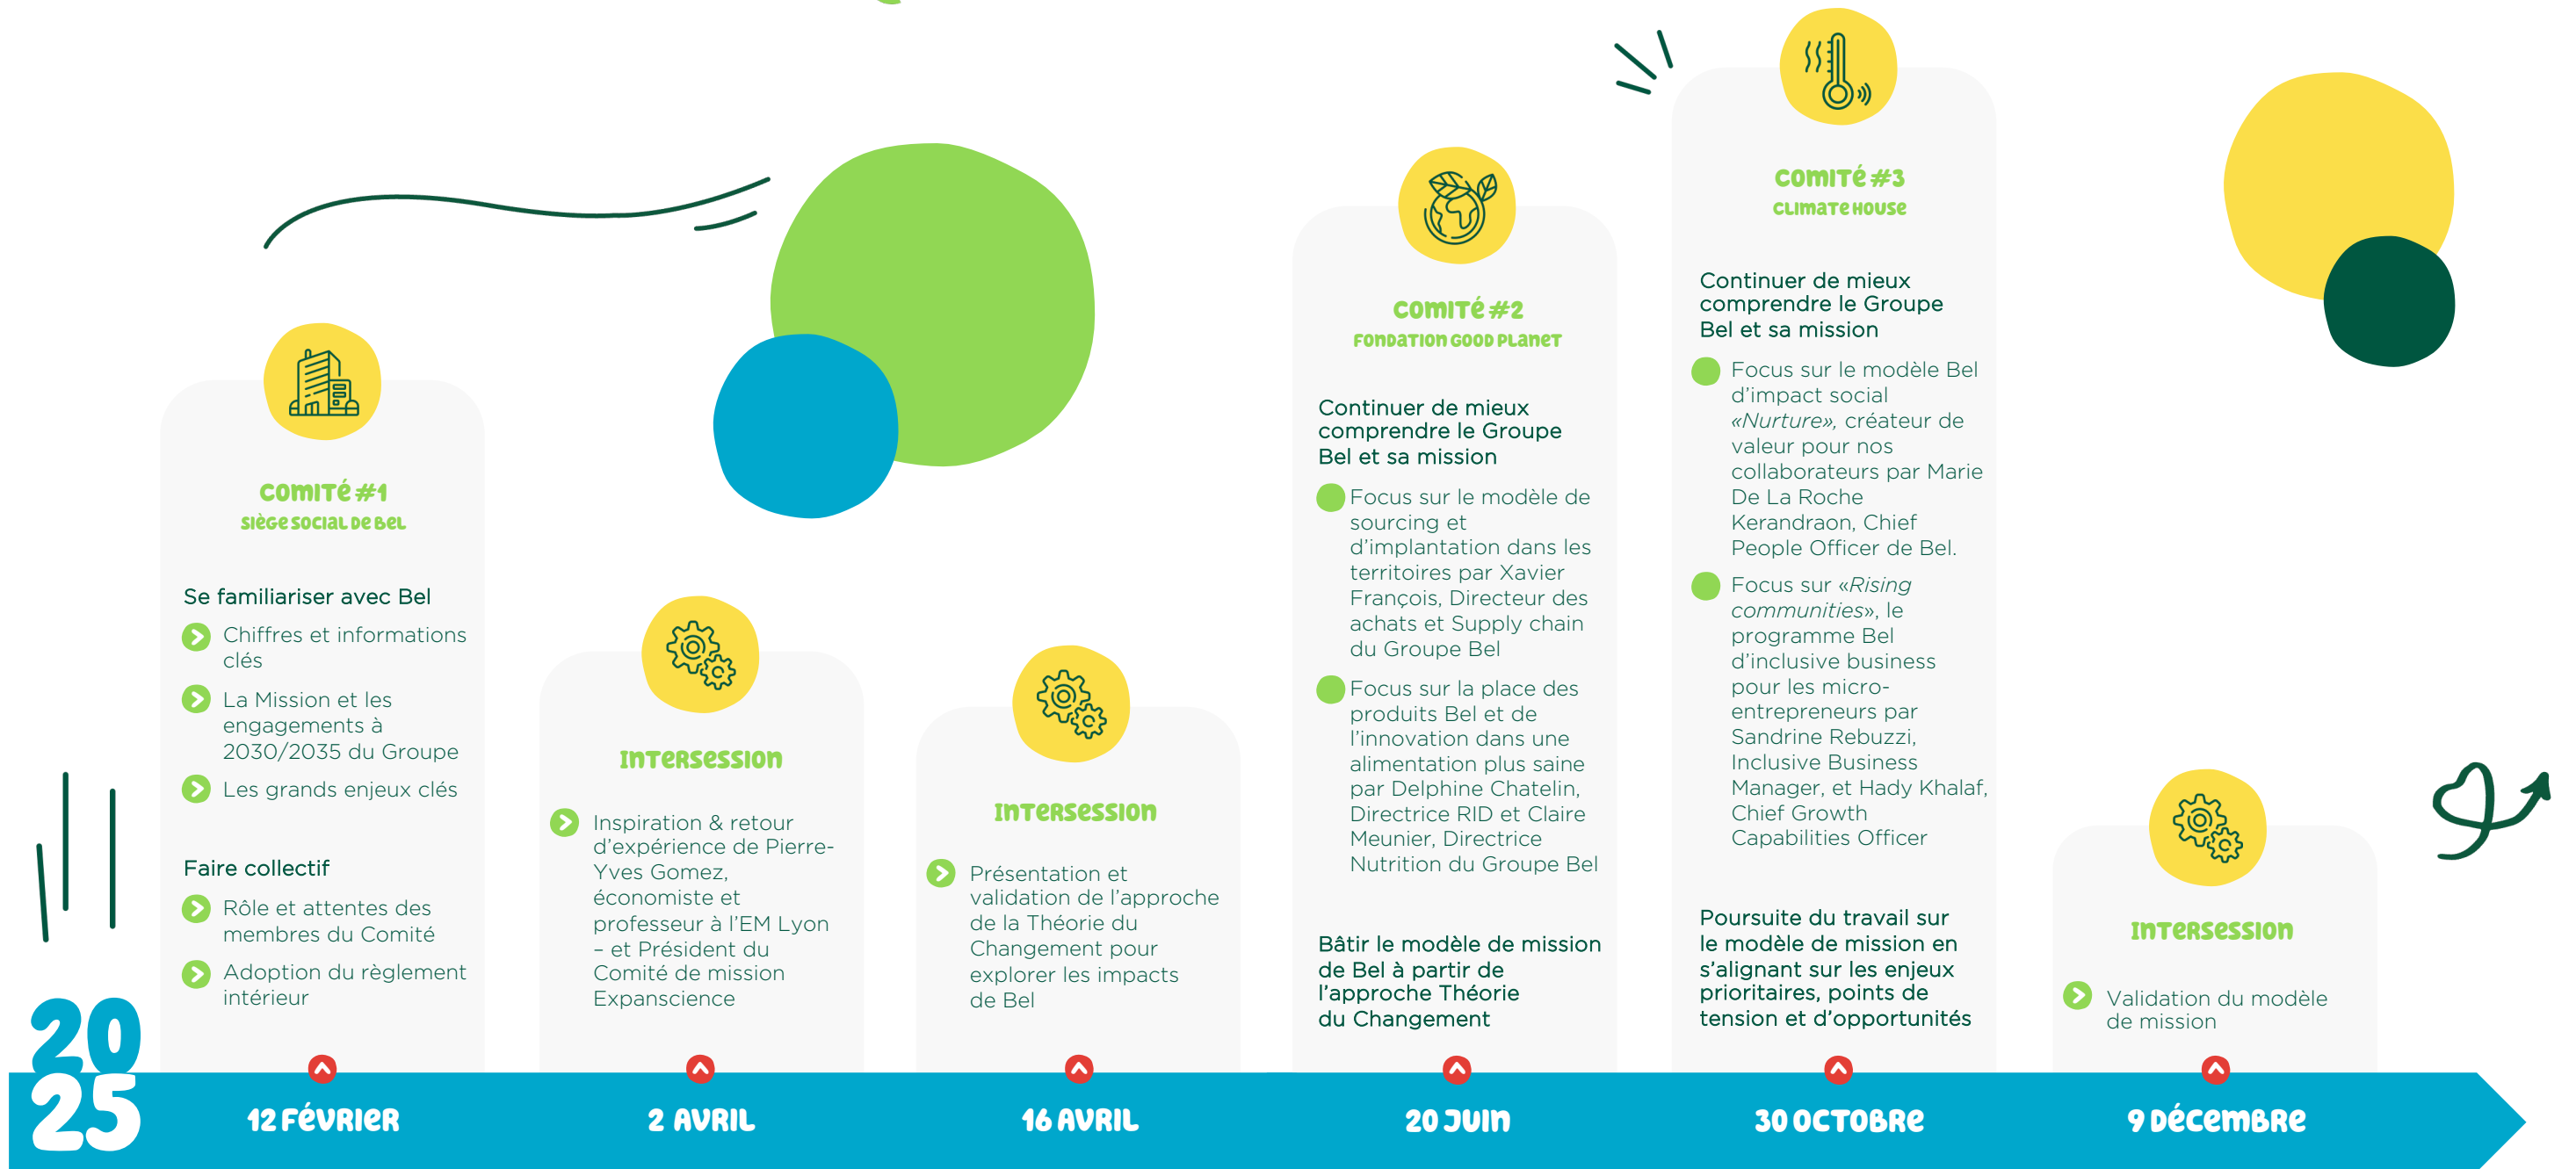 COMITÉ #1
SIÈGE SOCIAL DE BEL
Se familiariser avec Bel
Chiffres et informations
clés
La Mission et les
engagements à
2030/2035 du Groupe
Les grands enjeux clés
Faire collectif
Rôle et attentes des
membres du Comité
Adoption du règlement
intérieur
INTERSESSION
Inspiration & retour
d'expérience de Pierre-
Yves Gomez,
économiste et
professeur à l'EM Lyon
– et Président du
Comité de mission
Expanscience
INTERSESSION
Présentation et
validation de l'approche
de la Théorie du
Changement pour
explorer les impacts
de Bel
COMITÉ #2
FONDATION GOOD PLANET
Continuer de mieux
comprendre le Groupe
Bel et sa mission
Focus sur le modèle de
sourcing et
d'implantation dans les
territoires par Xavier
François, Directeur des
achats et Supply chain
du Groupe Bel
Focus sur la place des
produits Bel et de
l'innovation dans une
alimentation plus saine
par Delphine Chatelin,
Directrice RID et Claire
Meunier, Directrice
Nutrition du Groupe Bel
Bâtir le modèle de mission
de Bel à partir de
l'approche Théorie
du Changement
COMITÉ #3
CLIMATE HOUSE
Continuer de mieux
comprendre le Groupe
Bel et sa mission
Focus sur le modèle Bel
d'impact social
«Nurture», créateur de
valeur pour nos
collaborateurs par Marie
De La Roche
Kerandraon, Chief
People Officer de Bel.
Focus sur «Rising
communities», le
programme Bel
d'inclusive business
pour les micro-
entrepreneurs par
Sandrine Rebuzzi,
Inclusive Business
Manager, et Hady Khalaf,
Chief Growth
Capabilities Officer
Poursuite du travail sur
le modèle de mission en
s'alignant sur les enjeux
prioritaires, points de
tension et d'opportunités
INTERSESSION
Validation du modèle
de mission
20
25
12 FÉVRIER
2 AVRIL
16 AVRIL
20 JUIN
30 OCTOBRE
9 DÉCEMBRE